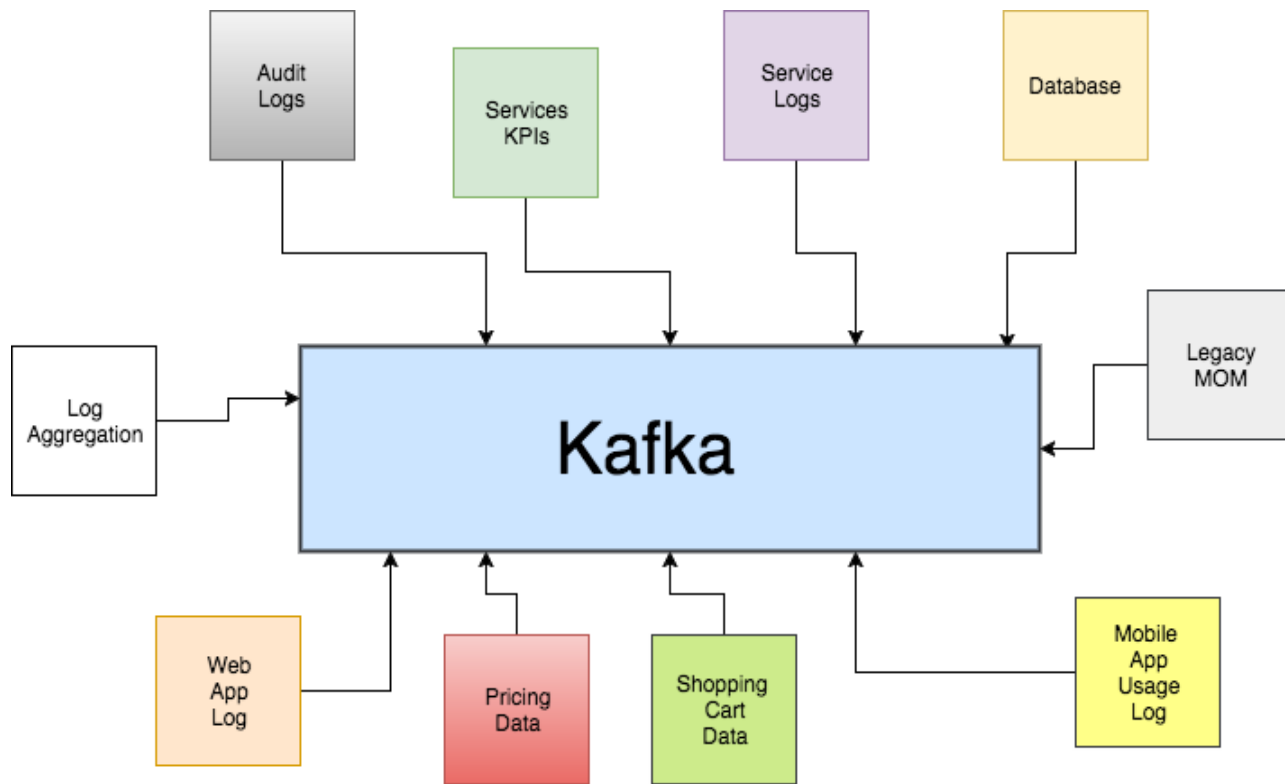 Audit
Logs
Services
KPIs
Service
Logs
Database
Legacy
MOM
Log
Aggregation
Kafka
Web
App
Log
Pricing
Data
Shopping
Cart
Data
Mobile
App
Usage
Log